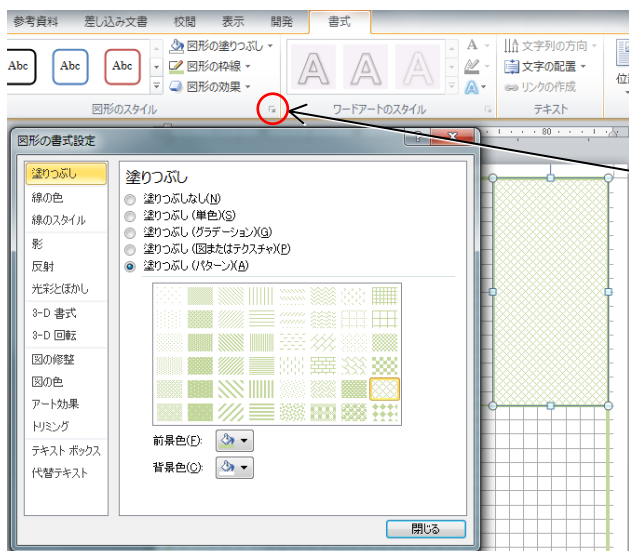 参考資料 差し込み文書 校閲 表示 開発 書式
Abc Abc Abc 図形の塗りつぶし A A A A 文字列の方向
図形の枠線 文字の配置
図形の効果 A リンクの作成
図形のスタイル ワードアートのスタイル テキスト
80
図形の書式設定
塗りつぶし
線の色
線のスタイル
影
反射
光彩とぼかし
3-D 書式
3-D 回転
図の修整
図の色
アート効果
トリミング
テキスト ボックス
代替テキスト
塗りつぶし
塗りつぶしなし(N)
塗りつぶし (単色)(S)
塗りつぶし (グラデーション)(G)
塗りつぶし (図またはテクスチャ)(P)
塗りつぶし (パターン)(A)
前景色(F):
背景色(C):
閉じる